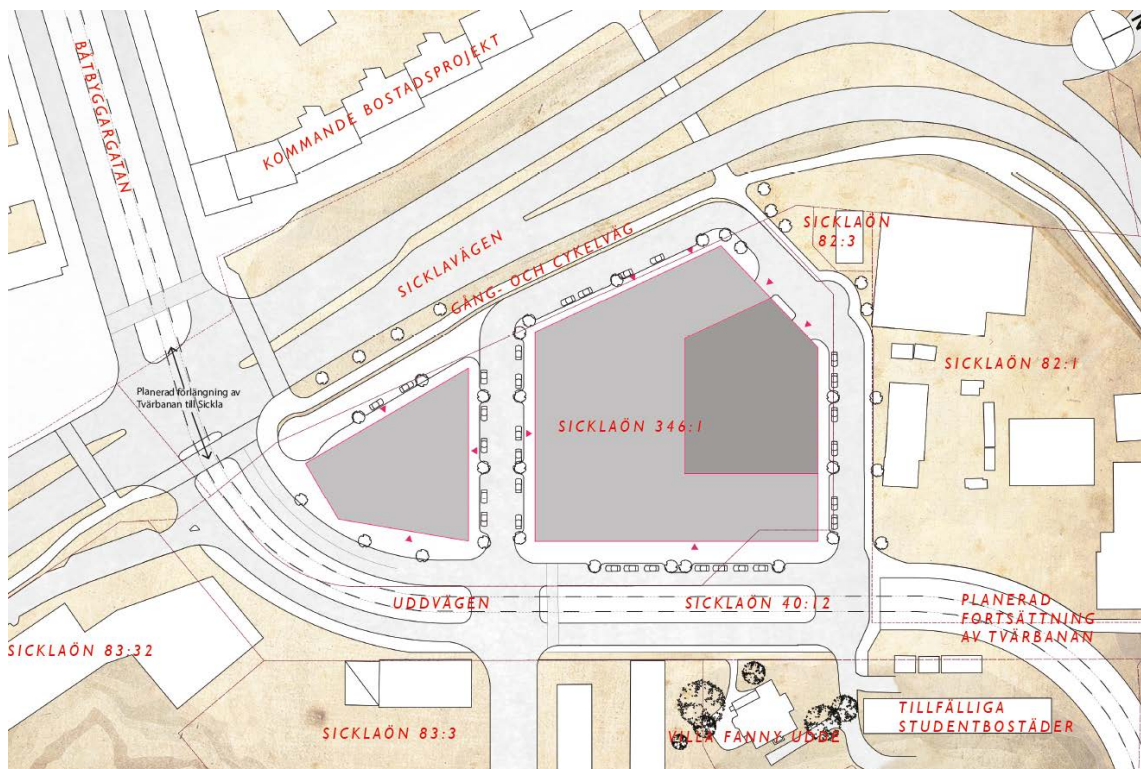 BÅTBYGGARGATAN
KOMMANDE BOSTADSPROJEKT
N
SICKLAVÄGEN
GÅNG- OCH CYKELVÄG
SICKLAÖN
82:3
SICKLAÖN 82:1
Planerad förlängning av
Tvärbanan till Sickla
SICKLAÖN 346:1
UDDVÄGEN
SICKLAÖN 40:12
PLANERAD
FORTSÄTTNING
AV TVÄRBANAN
SICKLAÖN 83:32
SICKLAÖN 83:3
VILLA FANNY UDDE
TILLFÄLLIGA
STUDENTBOSTÄDER